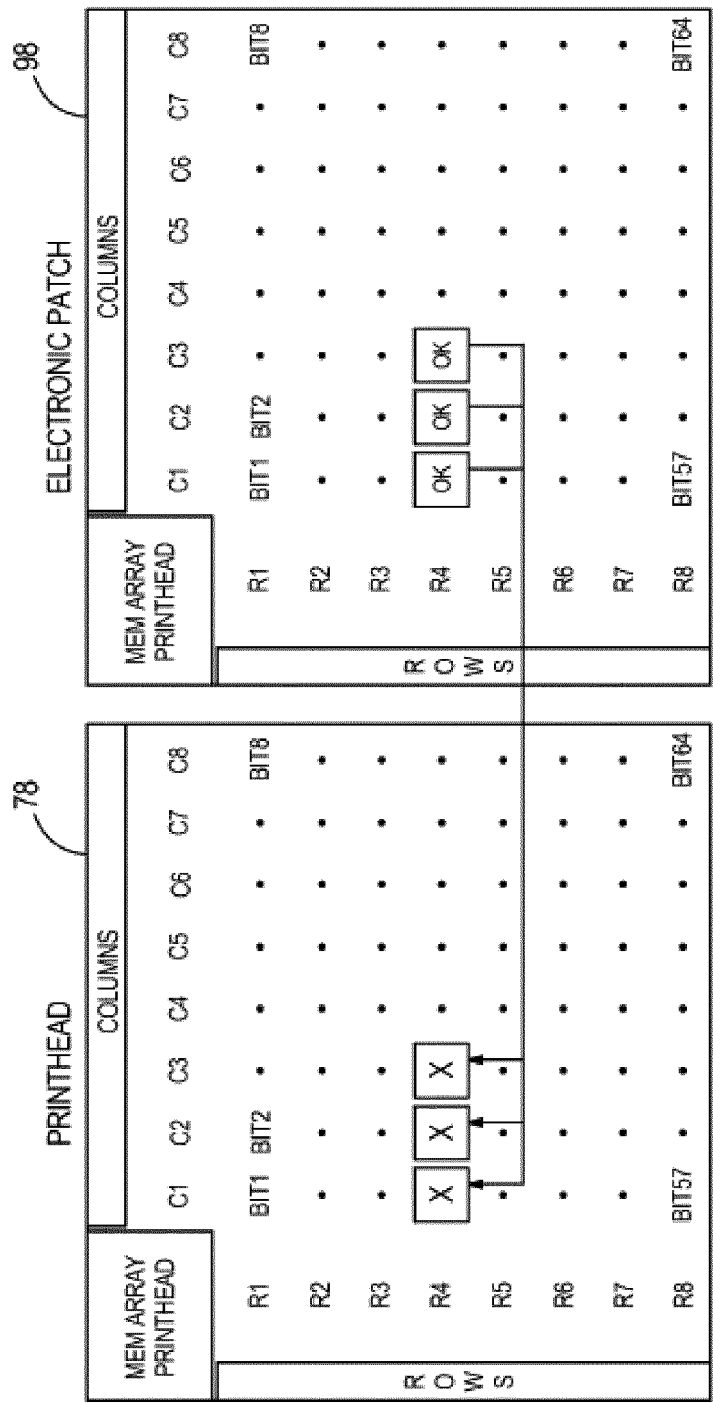 PRINTHEAD
78
MEM ARRAY
PRINTHEAD
COLUMNS
C1 C2 C3 C4 C5 C6 C7 C8
ROWS
R1 BIT1 BIT2 BIT8
R2
R3
R4 X X X
R5
R6
R7
R8 BIT57 BIT64
ELECTRONIC PATCH
98
MEM ARRAY
PRINTHEAD
COLUMNS
C1 C2 C3 C4 C5 C6 C7 C8
ROWS
R1 BIT1 BIT2 BIT8
R2
R3
R4 OK OK OK
R5
R6
R7
R8 BIT57 BIT64